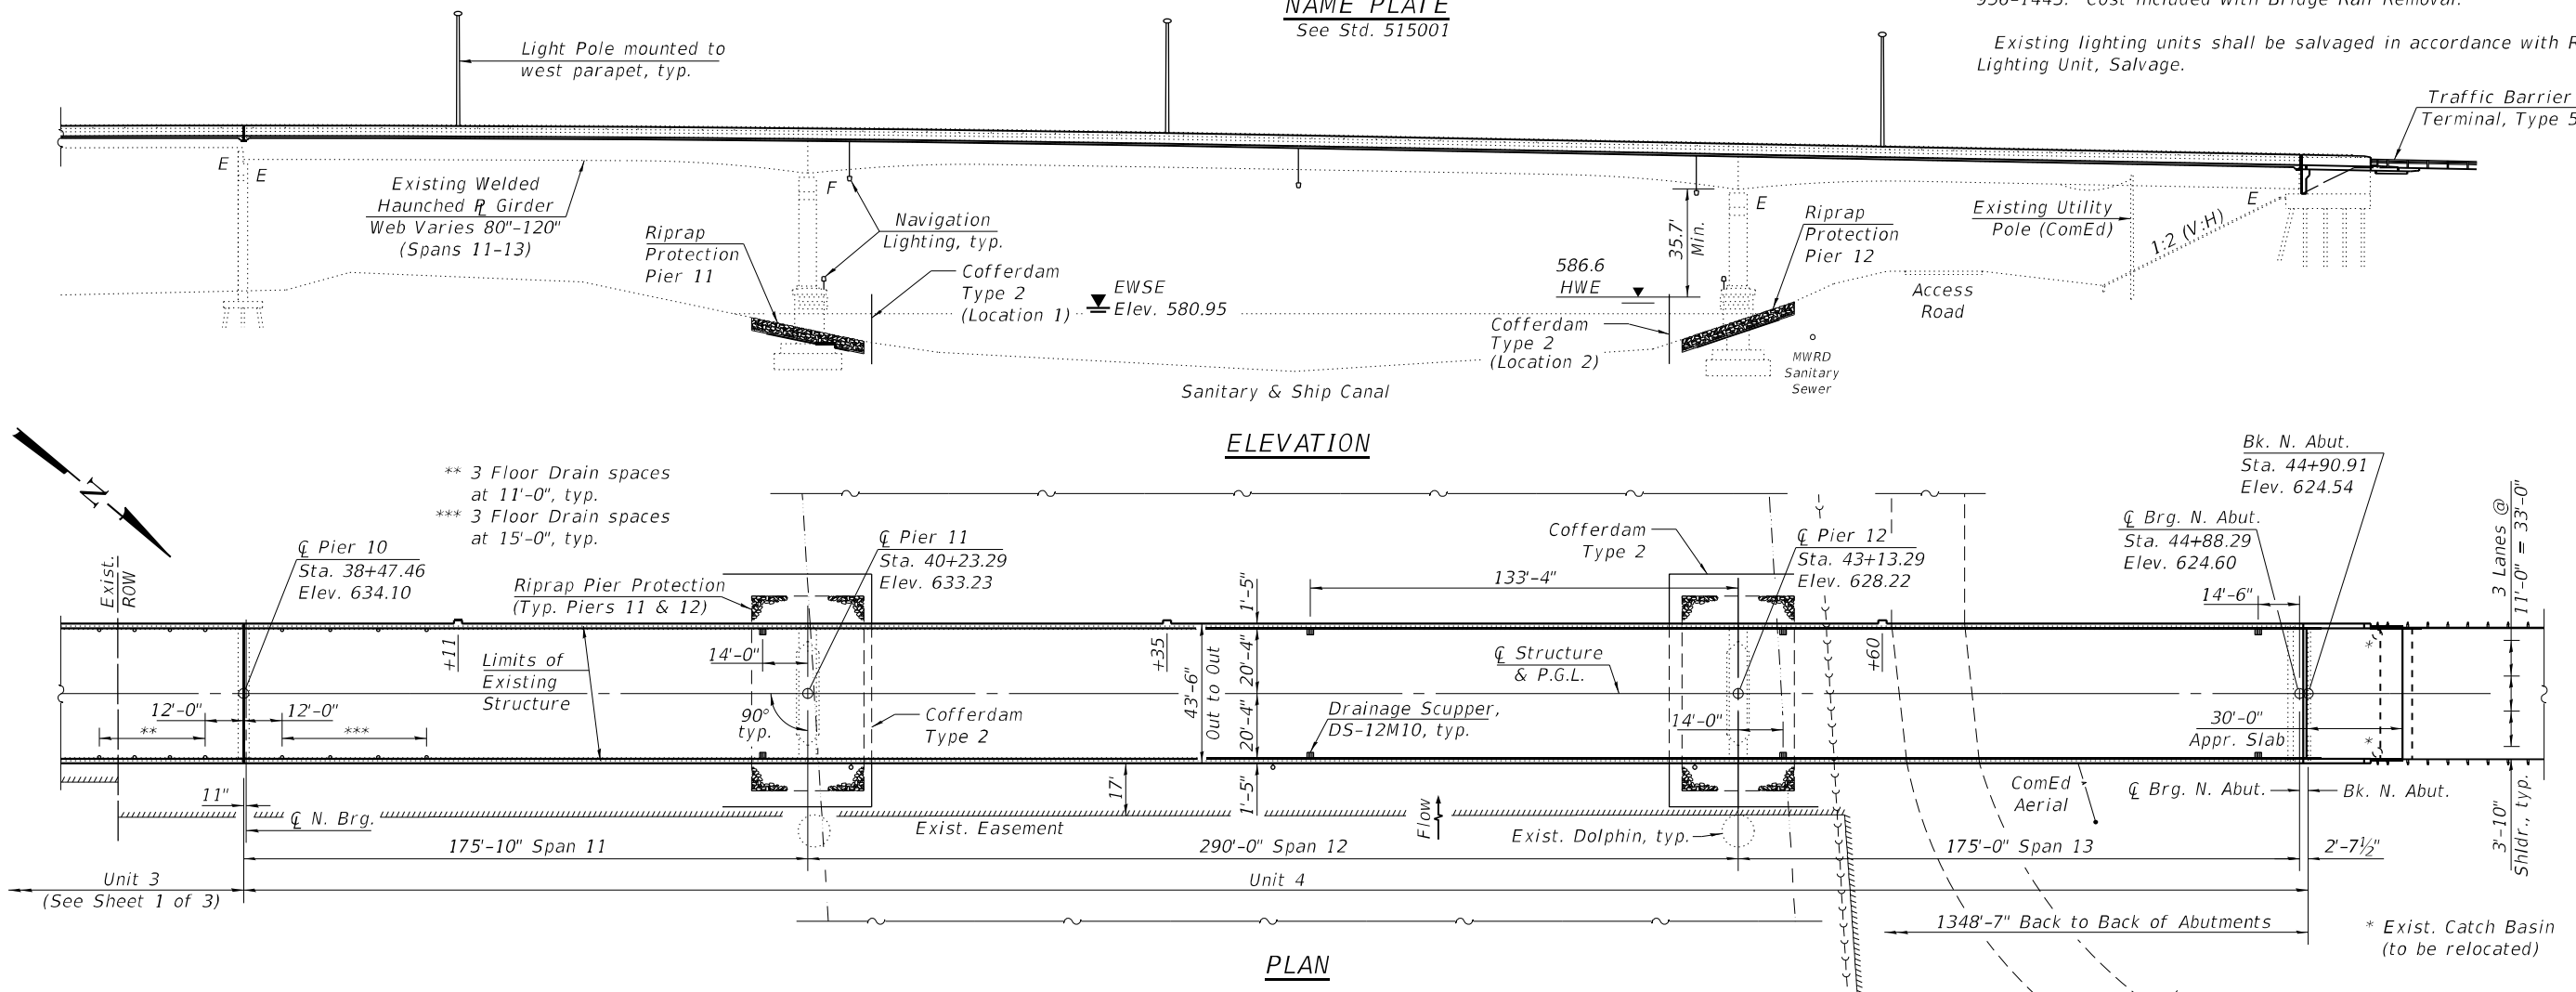 NAME PLATE
See Std. 515001
Cost included with Bridge Rail Removal.
Existing lighting units shall be salvaged in accordance with
Lighting Unit, Salvage.
Light Pole mounted to
west parapet, typ.
Traffic Barrier
Terminal, Type 5
E
E
Existing Welded
Haunched PL Girder
Web Varies 80"-120"
(Spans 11-13)
Riprap
Protection
Pier 11
F
Navigation
Lighting, typ.
Cofferdam
Type 2
(Location 1)
EWSE
Elev. 580.95
586.6
HWE
35.7'
Min.
E
Riprap
Protection
Pier 12
Cofferdam
Type 2
(Location 2)
MWRD
Sanitary
Sewer
Access
Road
Existing Utility
Pole (ComEd)
1:2 (V:H)
E
Sanitary & Ship Canal
ELEVATION
N
** 3 Floor Drain spaces
at 11'-0", typ.
*** 3 Floor Drain spaces
at 15'-0", typ.
Exist.
ROW
℄ Pier 10
Sta. 38+47.46
Elev. 634.10
Riprap Pier Protection
(Typ. Piers 11 & 12)
℄ Pier 11
Sta. 40+23.29
Elev. 633.23
Cofferdam
Type 2
133'-4"
℄ Pier 12
Sta. 43+13.29
Elev. 628.22
Bk. N. Abut.
Sta. 44+90.91
Elev. 624.54
℄ Brg. N. Abut.
Sta. 44+88.29
Elev. 624.60
14'-6"
3 Lanes @
11'-0" = 33'-0"
+11
Limits of
Existing
Structure
14'-0"
90°
typ.
Cofferdam
Type 2
+35
43'-6"
Out to Out
1'-5"
20'-4"
20'-4"
1'-5"
℄ Structure
& P.G.L.
Drainage Scupper,
DS-12M10, typ.
14'-0"
+60
30'-0"
Appr. Slab
*
*
12'-0"
12'-0"
**
***
11"
℄ N. Brg.
17'
Exist. Easement
Flow
Exist. Dolphin, typ.
ComEd
Aerial
℄ Brg. N. Abut.
Bk. N. Abut.
3'-10"
Shldr., typ.
175'-10" Span 11
290'-0" Span 12
175'-0" Span 13
2'-7½"
Unit 3
(See Sheet 1 of 3)
Unit 4
1348'-7" Back to Back of Abutments
* Exist. Catch Basin
(to be relocated)
PLAN